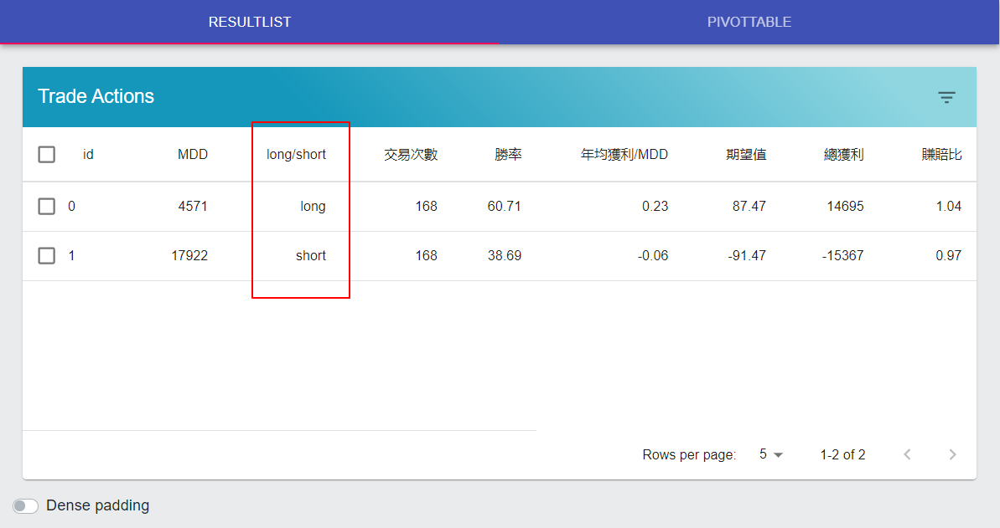 RESULTLIST PIVOTTABLE
Trade Actions
id MDD long/short 交易次數 勝率 年均獲利/MDD 期望值 總獲利 賺賠比
0 4571 long 168 60.71 0.23 87.47 14695 1.04
1 17922 short 168 38.69 -0.06 -91.47 -15367 0.97
Rows per page: 5 1-2 of 2
Dense padding